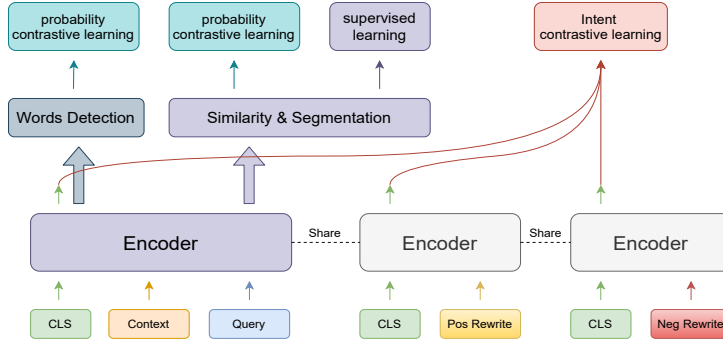 probability
contrastive learning
probability
contrastive learning
supervised
learning
Intent
contrastive learning
Words Detection
Similarity & Segmentation
Encoder
Share
Encoder
Share
Encoder
CLS
Context
Query
CLS
Pos Rewrite
CLS
Neg Rewrite